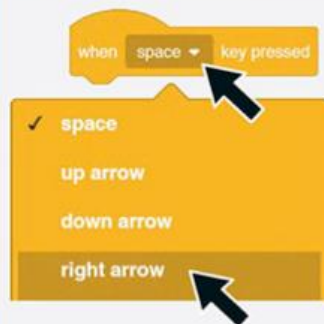 when space key pressed
✓ space
up arrow
down arrow
right arrow